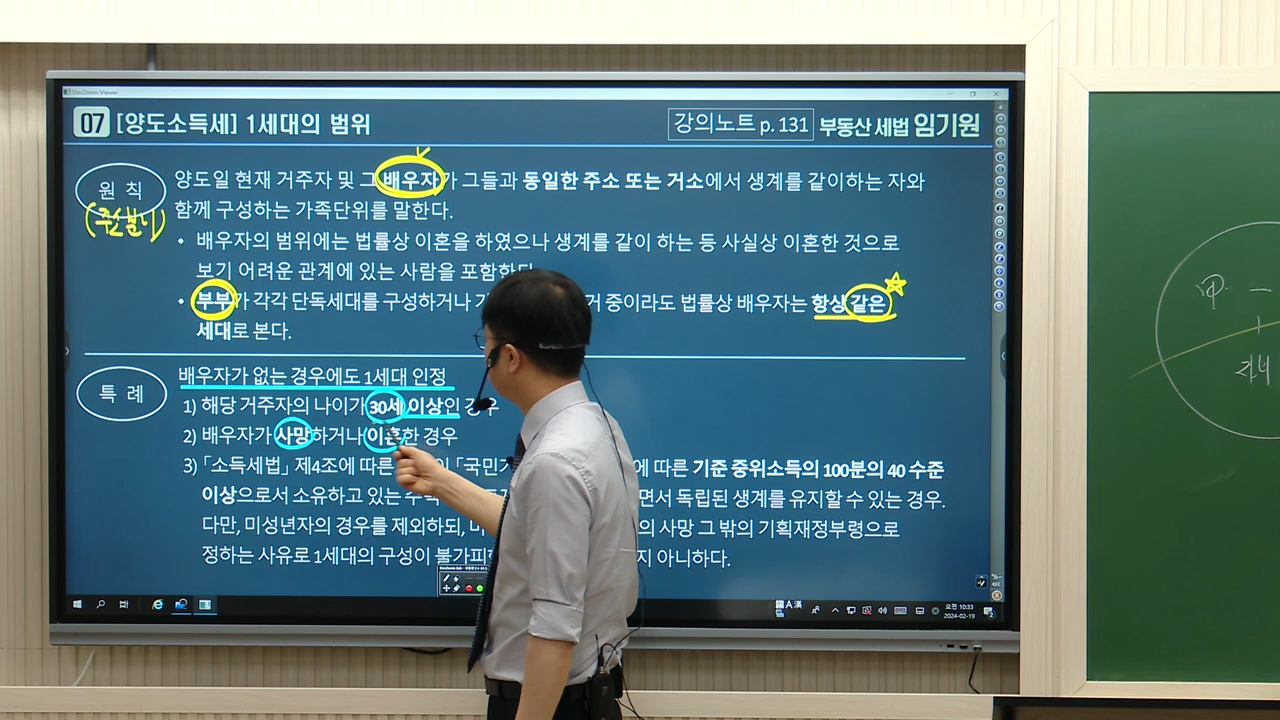 DocZoom Viewer
07 [양도소득세] 1세대의 범위
강의노트 p. 131 부동산 세법 임기원
원 칙
(주소불
양도일 현재 거주자 및 그 배우자가 그들과 동일한 주소 또는 거소에서 생계를 같이하는 자와
함께 구성하는 가족단위를 말한다.
• 배우자의 범위에는 법률상 이혼을 하였으나 생계를 같이 하는 등 사실상 이혼한 것으로
보기 어려운 관계에 있는 사람을 포함한다.
• 부부가 각각 단독세대를 구성하거나 거 중이라도 법률상 배우자는 항상 같은
세대로 본다.
특 례
배우자가 없는 경우에도 1세대 인정
1) 해당 거주자의 나이가 30세 이상인 경우
2) 배우자가 사망하거나 이혼한 경우
3) 「소득세법」 제4조에 따른 에 따른 기준 중위소득의 100분의 40 수준
이상으로서 소유하고 있는 면서 독립된 생계를 유지할 수 있는 경우.
다만, 미성년자의 경우를 제외하되, 의 사망 그 밖의 기획재정부령으로
정하는 사유로 1세대의 구성이 불가피 지 아니하다.
A 漢
오전 10:33
2024-02-19